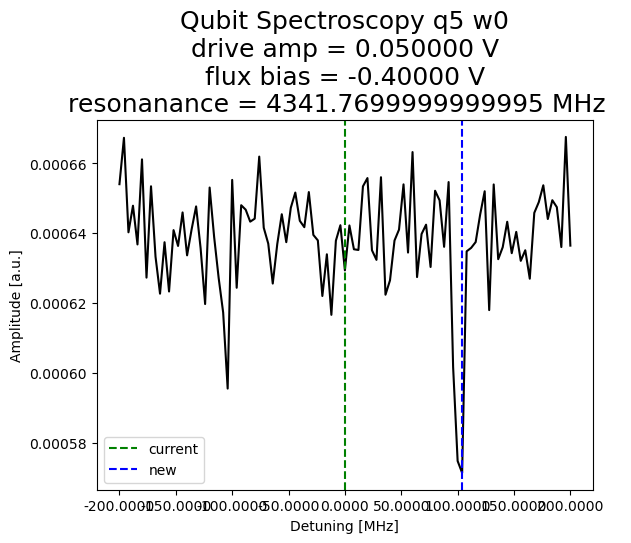 Qubit Spectroscopy q5 w0
drive amp = 0.050000 V
flux bias = -0.40000 V
resonanance = 4341.7699999999995 MHz
0.00066
0.00064
0.00062
0.00060
0.00058
Amplitude [a.u.]
current
new
-200.0000 -150.0000 -100.0000 -50.0000 0.0000 50.0000 100.0000 150.0000 200.0000
Detuning [MHz]